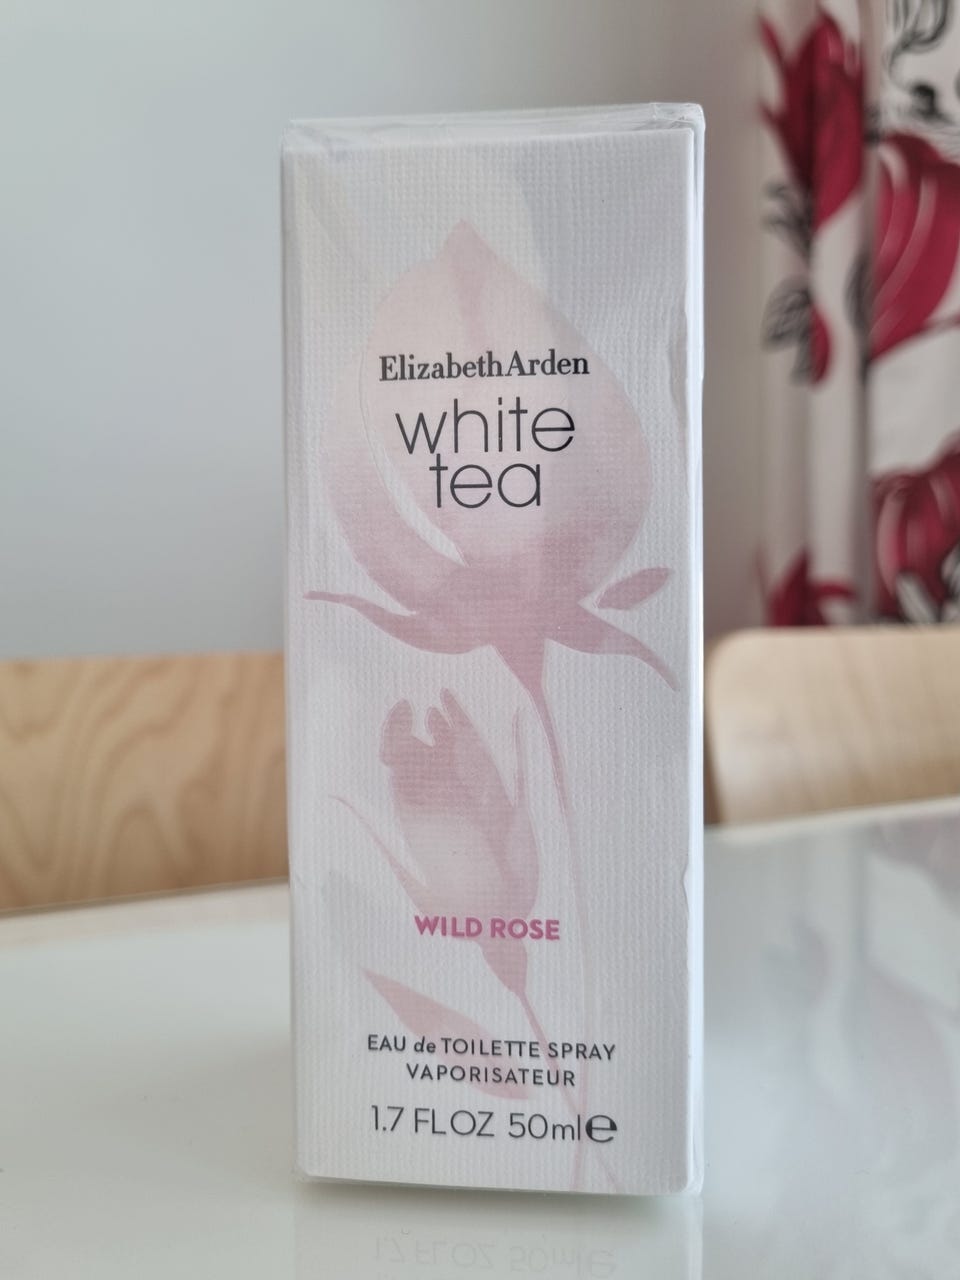 ElizabethArden
white
tea
WILD ROSE
EAU de TOILETTE SPRAY
VAPORISATEUR
1.7 FL OZ 50ml℮